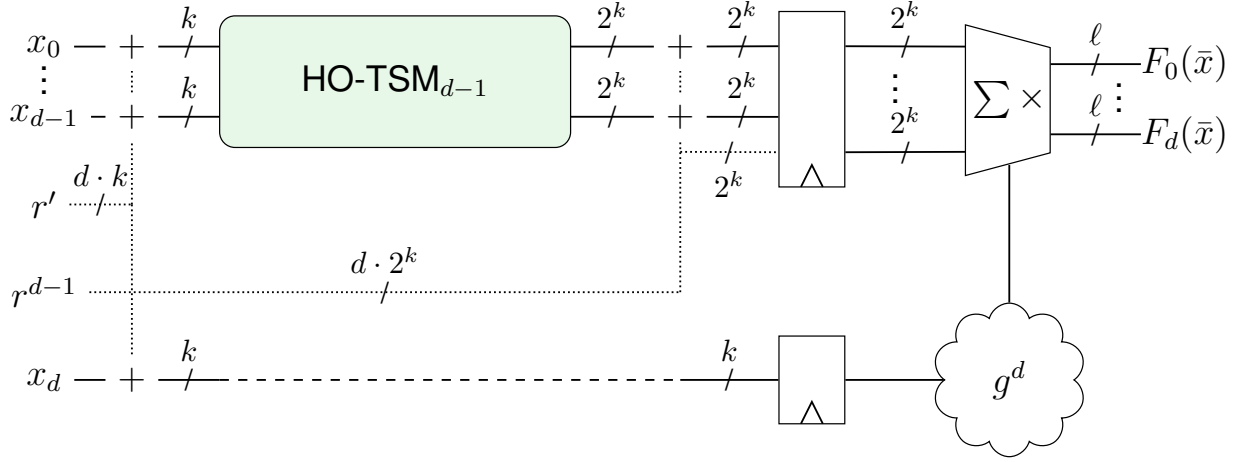 k 2^k 2^k 2^k
x_0 + HO-TSM_{d−1} + ℓ F_0(x̄)
⋮ k 2^k 2^k ⋮ ∑ × ℓ ⋮
x_{d−1} + 2^k F_d(x̄)
d · k 2^k
r′
d · 2^k
r^{d−1}
k k
x_d + g^d